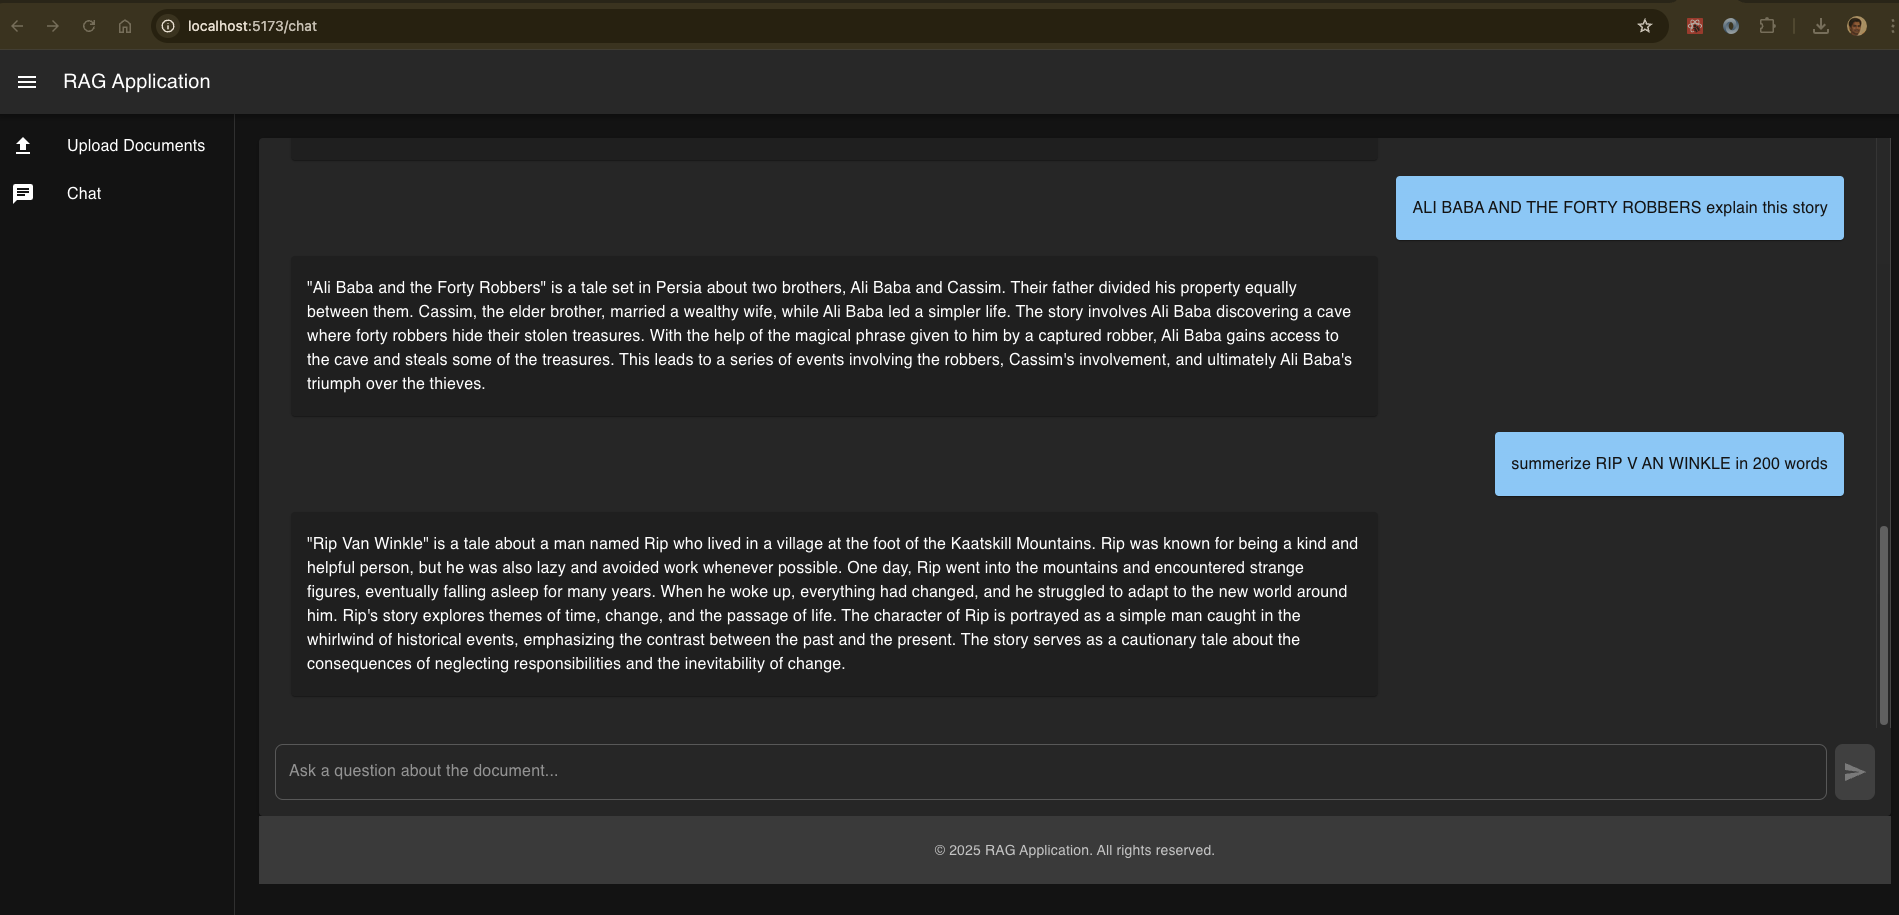 localhost:5173/chat
RAG Application
Upload Documents
Chat
ALI BABA AND THE FORTY ROBBERS explain this story
"Ali Baba and the Forty Robbers" is a tale set in Persia about two brothers, Ali Baba and Cassim. Their father divided his property equally
between them. Cassim, the elder brother, married a wealthy wife, while Ali Baba led a simpler life. The story involves Ali Baba discovering a cave
where forty robbers hide their stolen treasures. With the help of the magical phrase given to him by a captured robber, Ali Baba gains access to
the cave and steals some of the treasures. This leads to a series of events involving the robbers, Cassim's involvement, and ultimately Ali Baba's
triumph over the thieves.
summerize RIP V AN WINKLE in 200 words
"Rip Van Winkle" is a tale about a man named Rip who lived in a village at the foot of the Kaatskill Mountains. Rip was known for being a kind and
helpful person, but he was also lazy and avoided work whenever possible. One day, Rip went into the mountains and encountered strange
figures, eventually falling asleep for many years. When he woke up, everything had changed, and he struggled to adapt to the new world around
him. Rip's story explores themes of time, change, and the passage of life. The character of Rip is portrayed as a simple man caught in the
whirlwind of historical events, emphasizing the contrast between the past and the present. The story serves as a cautionary tale about the
consequences of neglecting responsibilities and the inevitability of change.
Ask a question about the document...
© 2025 RAG Application. All rights reserved.